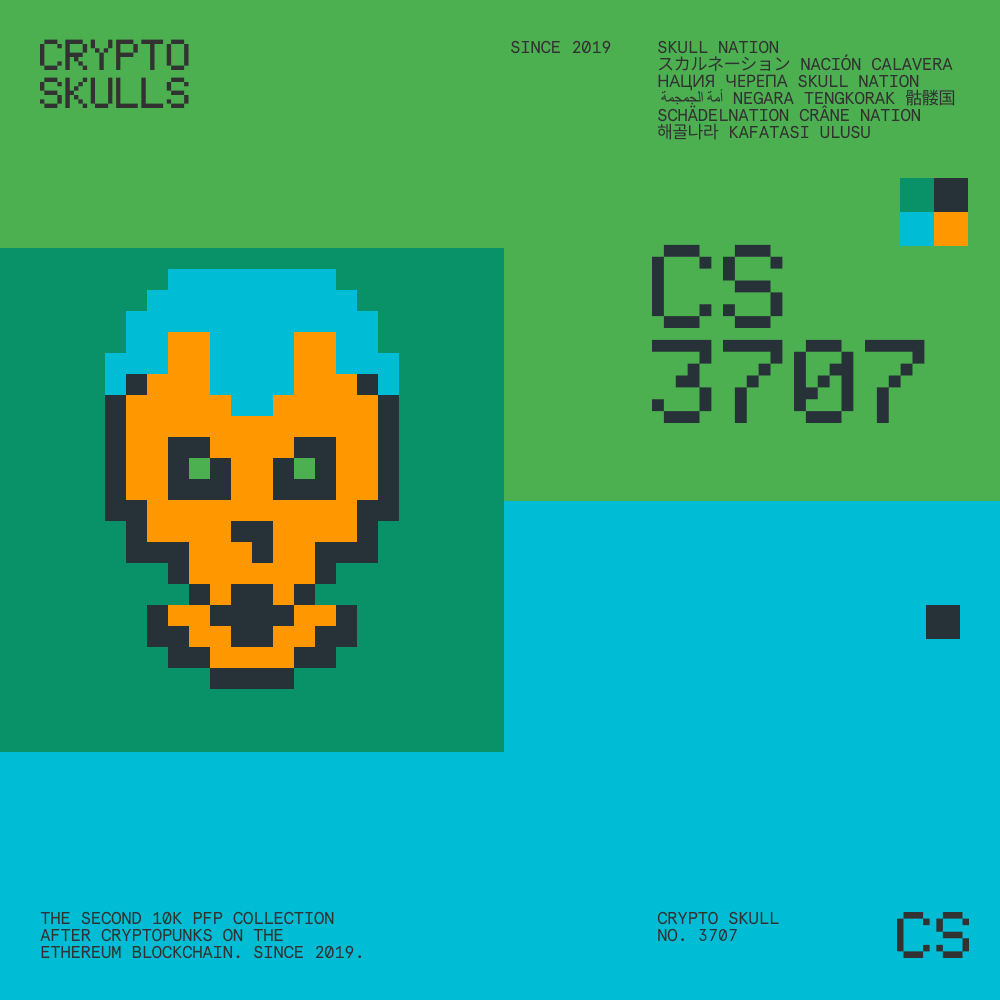 CRYPTO
SKULLS
SINCE 2019
SKULL NATION
スカルネーション NACIÓN CALAVERA
НАЦИЯ ЧЕРЕПА SKULL NATION
أمة الجمجمة NEGARA TENGKORAK 骷髅国
SCHÄDELNATION CRÂNE NATION
해골나라 KAFATASI ULUSU
CS
3707
THE SECOND 10K PFP COLLECTION
AFTER CRYPTOPUNKS ON THE
ETHEREUM BLOCKCHAIN. SINCE 2019.
CRYPTO SKULL
NO. 3707
CS